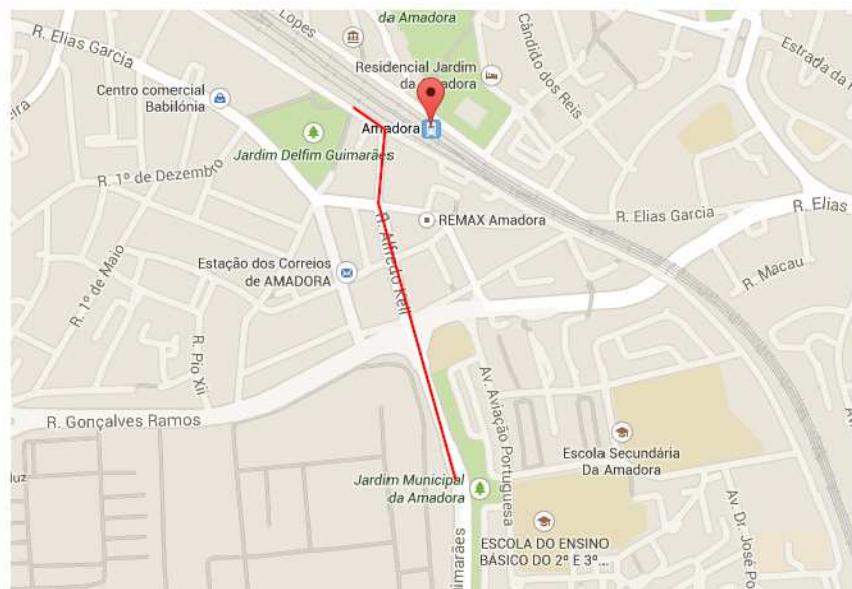 da Amadora
Lopes
R. Elias Garcia
Cândido dos Reis
Estrada da
Residencial Jardim
da Amadora
Centro comercial
Babilónia
Amadora
Jardim Delfim Guimarães
R. 1º de Dezembro
R. Elias Garcia
R. Elias
REMAX Amadora
R. Alfredo Keil
R. 1º de Maio
Estação dos Correios
de AMADORA
R. Macau
R. Pio XII
R. Gonçalves Ramos
Av. Aviação Portuguesa
Escola Secundária
Da Amadora
luz
Jardim Municipal
da Amadora
Av. Dr. José Po
ESCOLA DO ENSINO
BÁSICO DO 2º E 3º...
uimarães